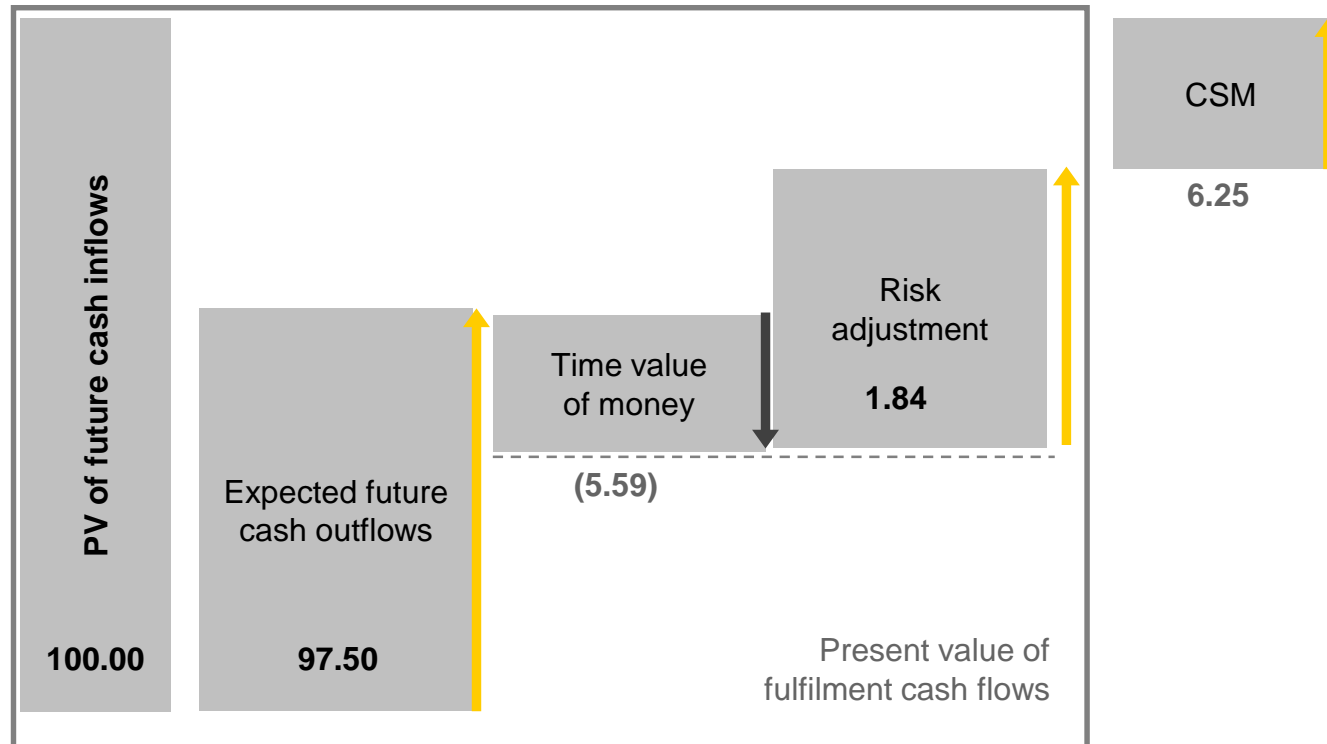 PV of future cash inflows
100.00
Expected future
cash outflows
97.50
Time value
of money
(5.59)
Risk
adjustment
1.84
Present value of
fulfilment cash flows
CSM
6.25